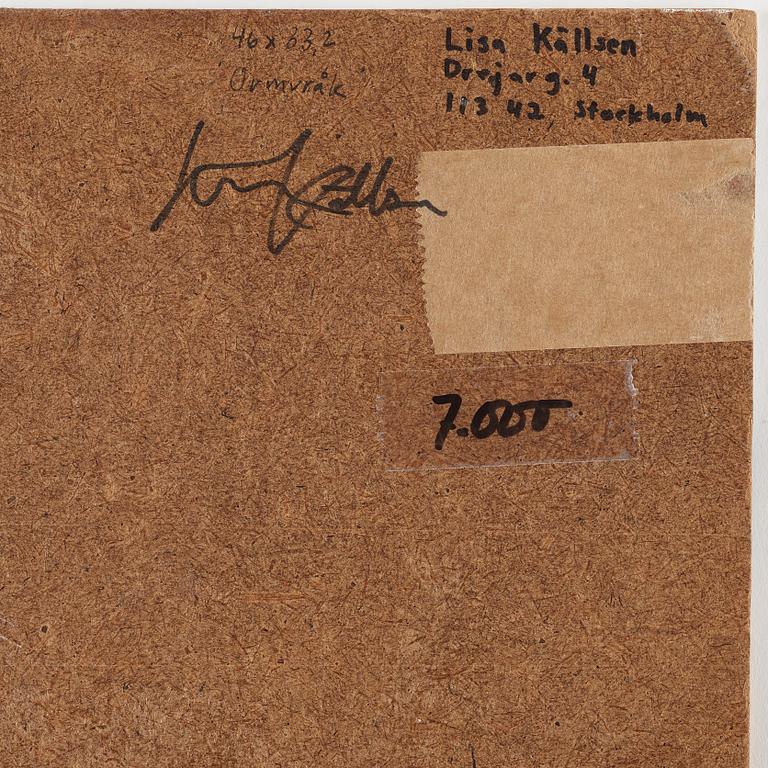 46 x 83,2
Ormvråk
Lisa Källsen
Drejarg. 4
113 42, Stockholm
7.000